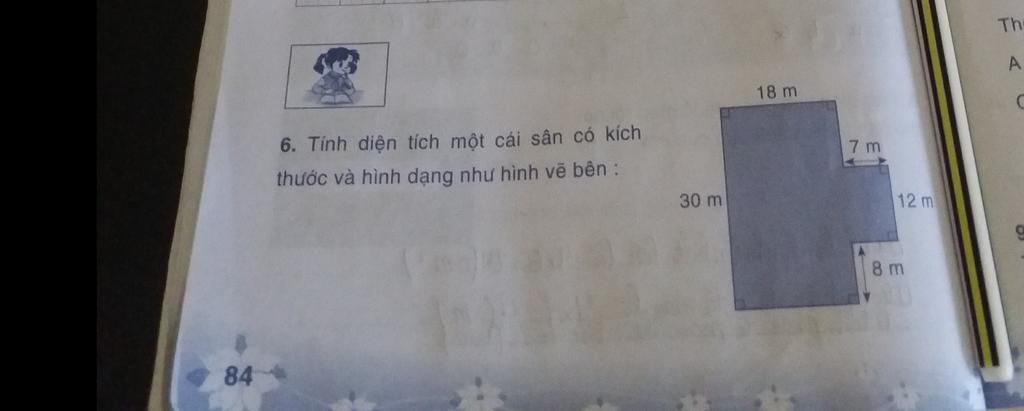 18 m
6. Tính diện tích một cái sân có kích
thước và hình dạng như hình vẽ bên :
7 m
30 m
12 m
8 m
84
Th
A